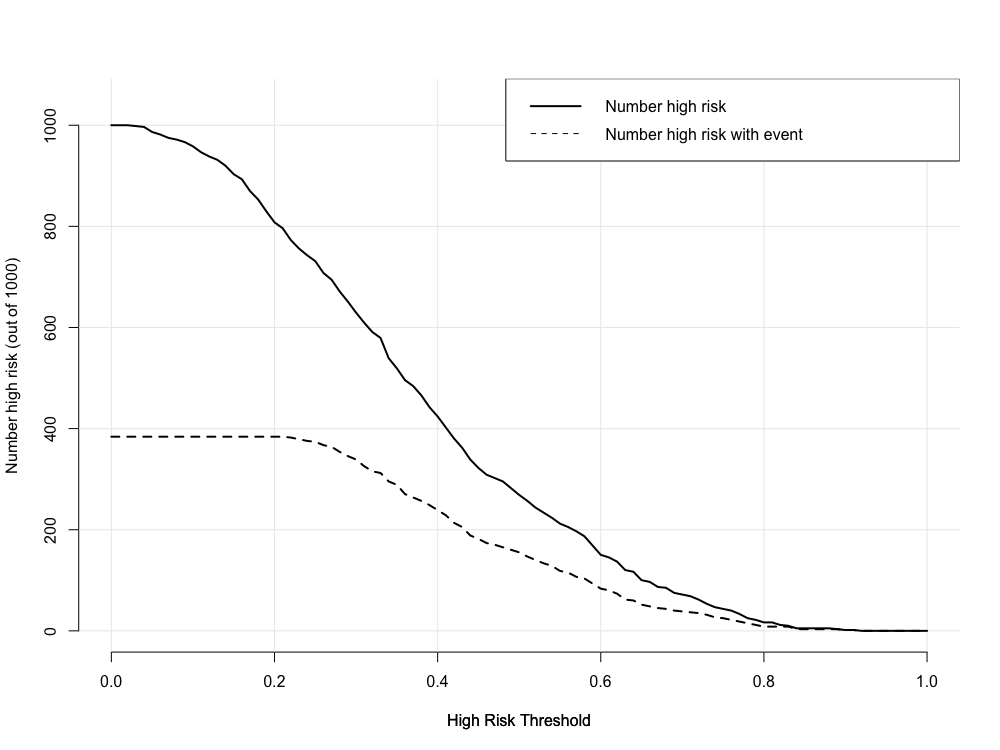 Number high risk
Number high risk with event
1000
800
600
400
200
0
Number high risk (out of 1000)
0.0 0.2 0.4 0.6 0.8 1.0
High Risk Threshold